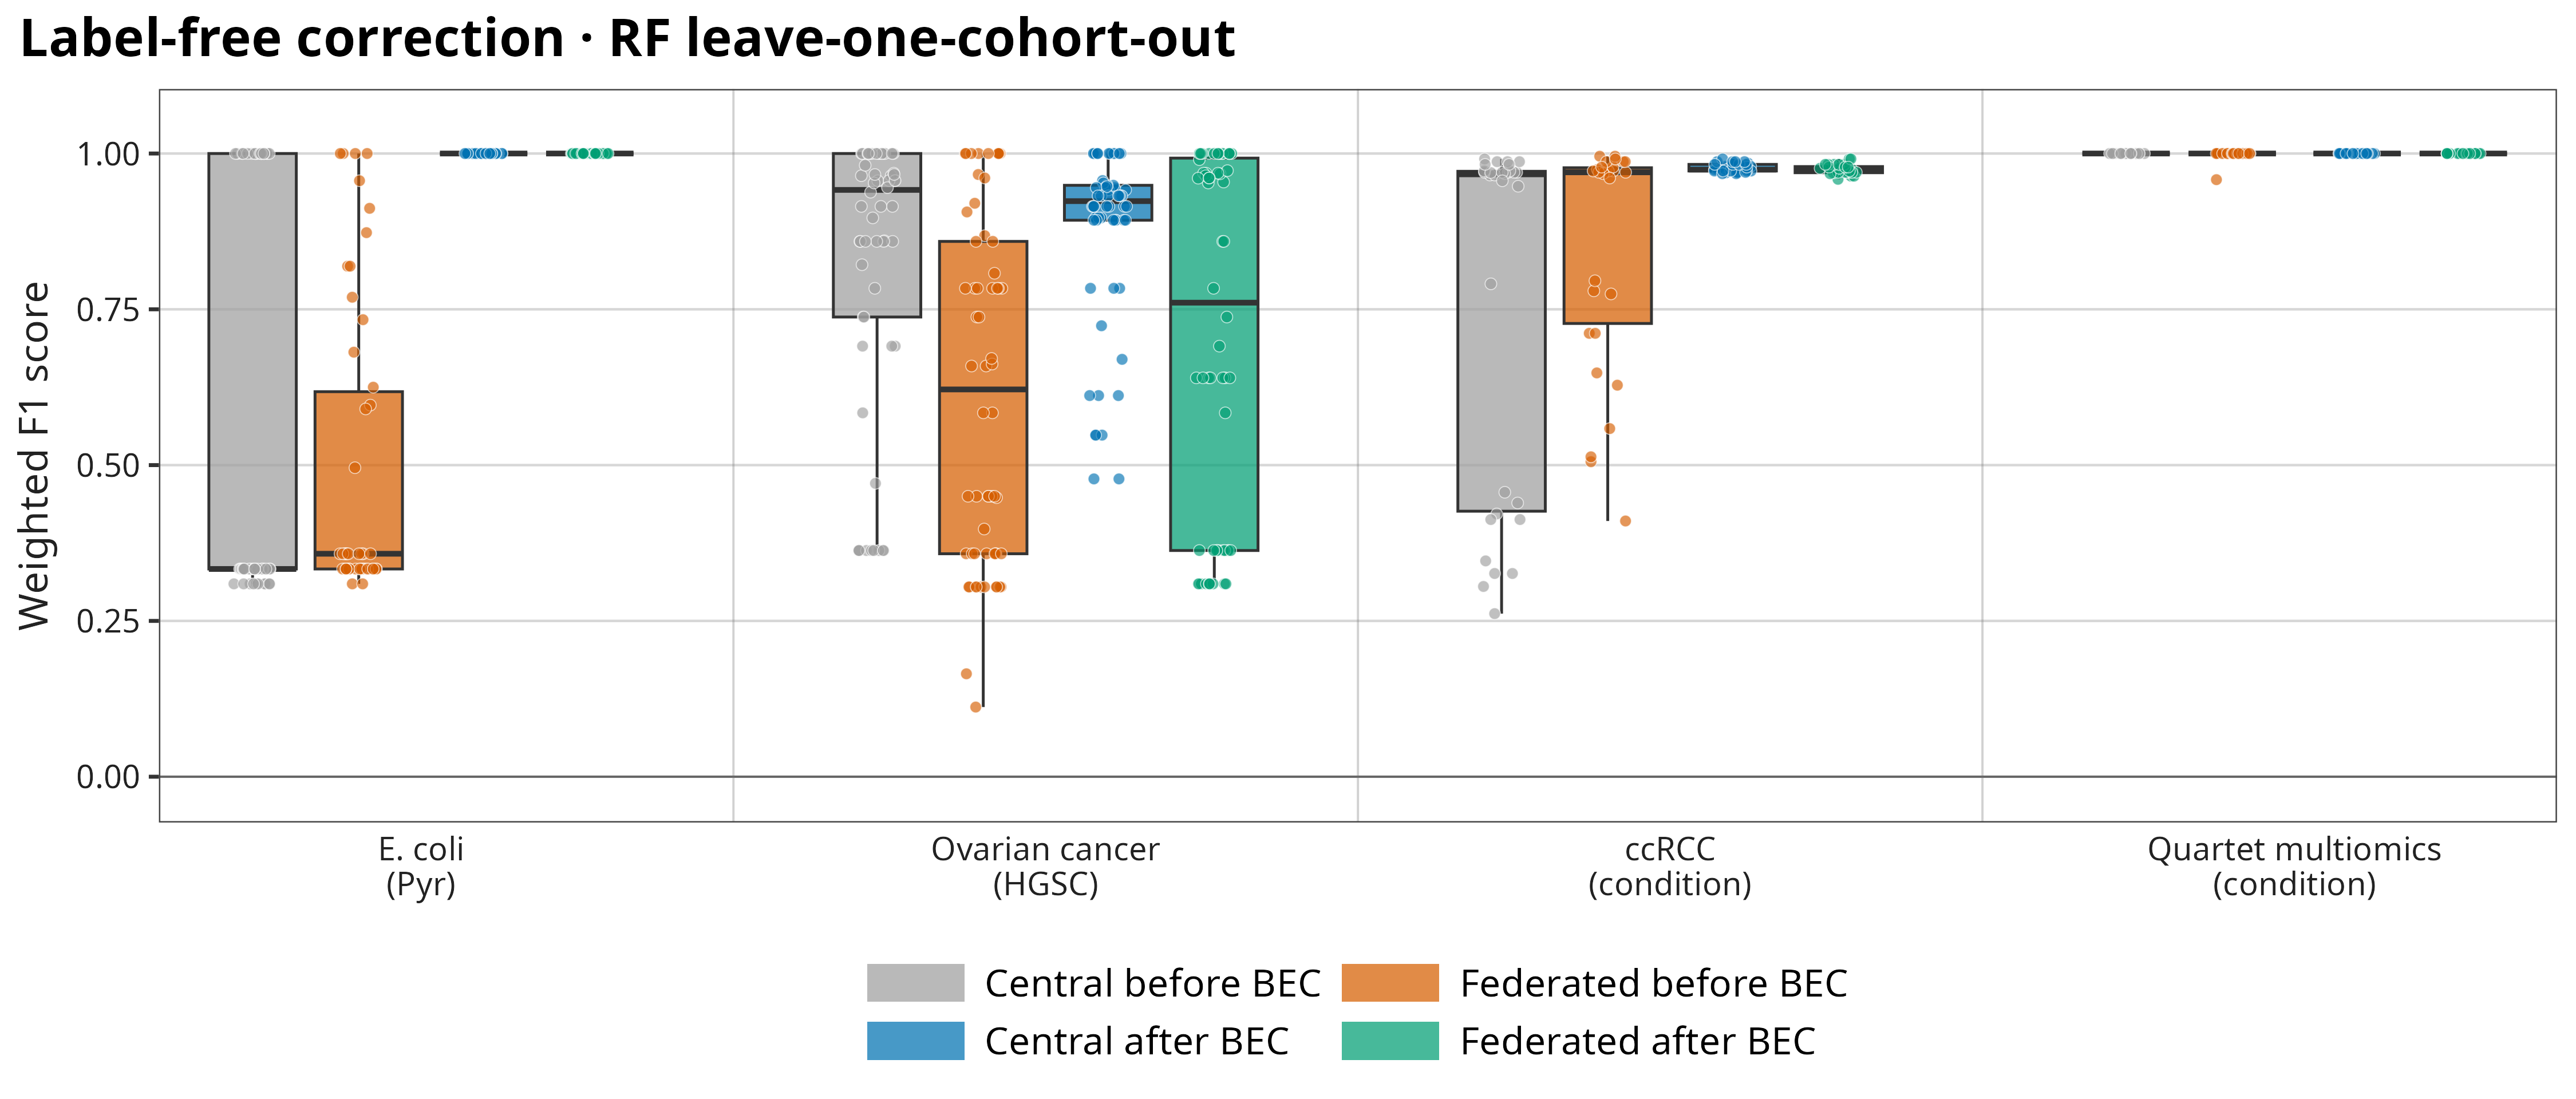 Label-free correction · RF leave-one-cohort-out
Weighted F1 score
1.00
0.75
0.50
0.25
0.00
E. coli
(Pyr)
Ovarian cancer
(HGSC)
ccRCC
(condition)
Quartet multiomics
(condition)
Central before BEC
Federated before BEC
Central after BEC
Federated after BEC